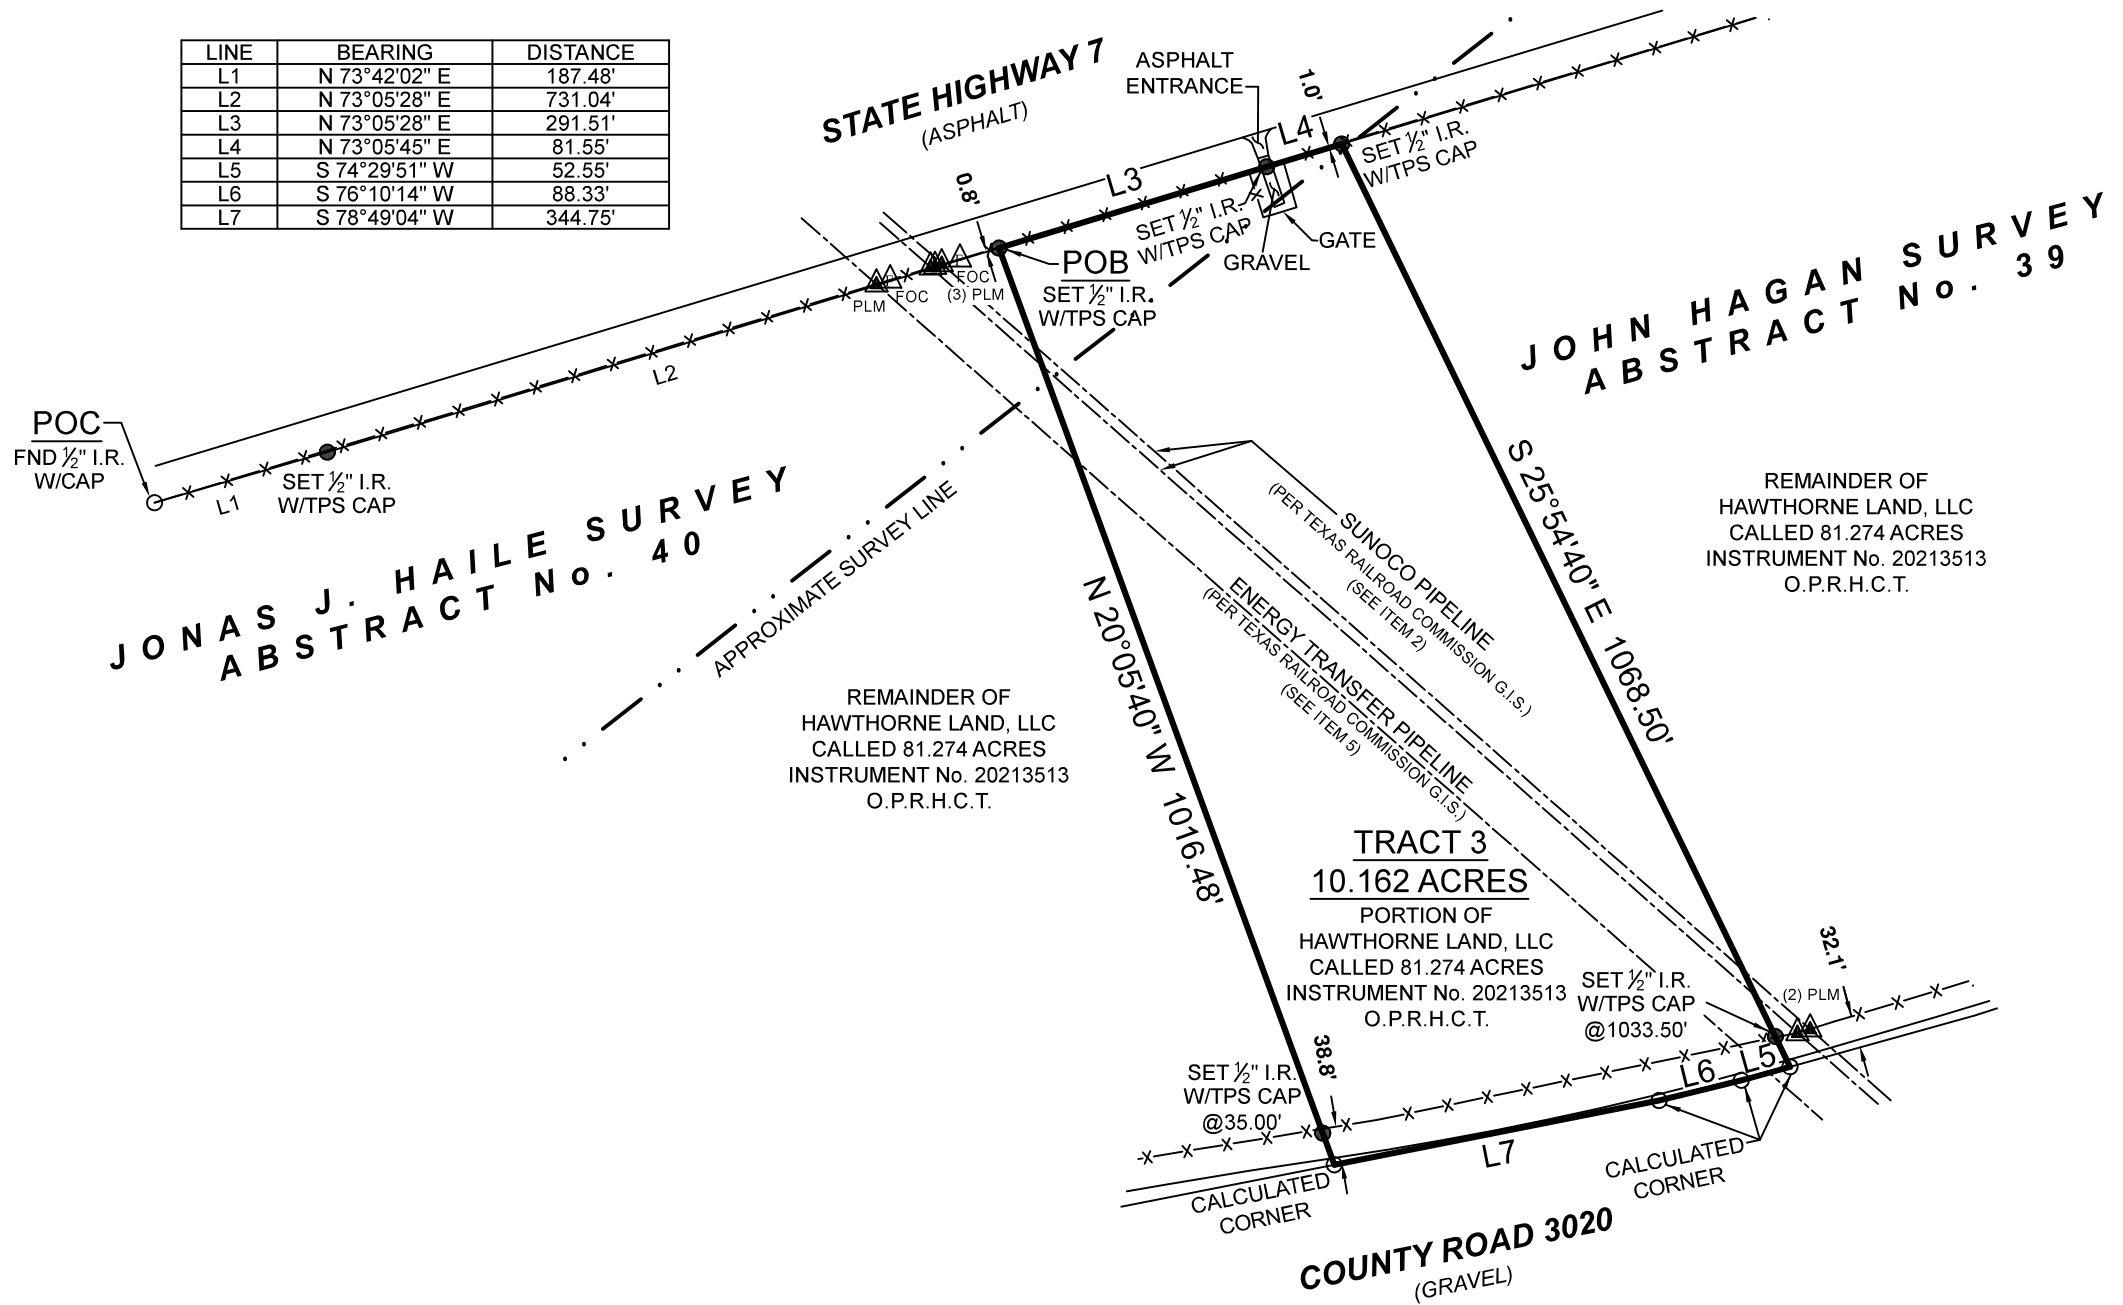 LINE BEARING DISTANCE
L1 N 73°42'02" E 187.48'
L2 N 73°05'28" E 731.04'
L3 N 73°05'28" E 291.51'
L4 N 73°05'45" E 81.55'
L5 S 74°29'51" W 52.55'
L6 S 76°10'14" W 88.33'
L7 S 78°49'04" W 344.75'
STATE HIGHWAY 7
(ASPHALT)
ASPHALT
ENTRANCE
1.0'
L4
SET ½" I.R.
W/TPS CAP
L3
0.8'
SET ½" I.R.
W/TPS CAP
GATE
GRAVEL
POB
SET ½" I.R.
W/TPS CAP
FOC
(3) PLM
FOC
PLM
JOHN HAGAN SURVEY
ABSTRACT No. 39
L2
POC
FND ½" I.R.
W/CAP
L1
SET ½" I.R.
W/TPS CAP
JONAS J. HAILE SURVEY
ABSTRACT No. 40
APPROXIMATE SURVEY LINE
S 25°54'40" E 1068.50'
REMAINDER OF
HAWTHORNE LAND, LLC
CALLED 81.274 ACRES
INSTRUMENT No. 20213513
O.P.R.H.C.T.
SUNOCO PIPELINE
(PER TEXAS RAILROAD COMMISSION G.I.S.)
(SEE ITEM 2)
ENERGY TRANSFER PIPELINE
(PER TEXAS RAILROAD COMMISSION G.I.S.)
(SEE ITEM 5)
N 20°05'40" W 1016.48'
REMAINDER OF
HAWTHORNE LAND, LLC
CALLED 81.274 ACRES
INSTRUMENT No. 20213513
O.P.R.H.C.T.
TRACT 3
10.162 ACRES
PORTION OF
HAWTHORNE LAND, LLC
CALLED 81.274 ACRES
INSTRUMENT No. 20213513
O.P.R.H.C.T.
SET ½" I.R.
W/TPS CAP
@1033.50'
(2) PLM
32.1'
38.8'
SET ½" I.R.
W/TPS CAP
@35.00'
L5
L6
L7
CALCULATED
CORNER
CALCULATED
CORNER
COUNTY ROAD 3020
(GRAVEL)